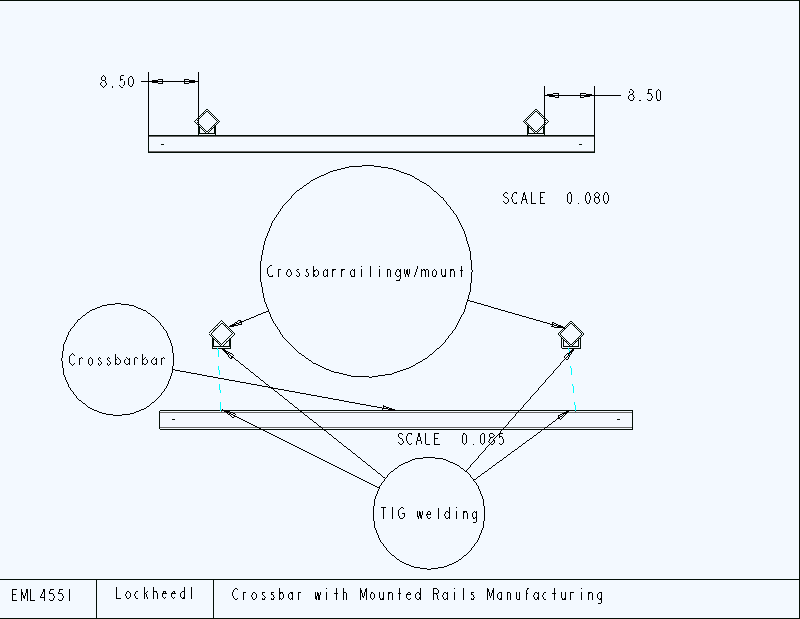 8.50
8.50
SCALE 0.080
Crossbarrailingw/mount
Crossbarbar
SCALE 0.085
TIG welding
EML4551
Lockheed1
Crossbar with Mounted Rails Manufacturing